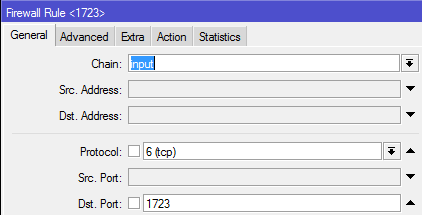 Firewall Rule <1723>
General Advanced Extra Action Statistics
Chain: input
Src. Address:
Dst. Address:
Protocol: 6 (tcp)
Src. Port:
Dst. Port: 1723